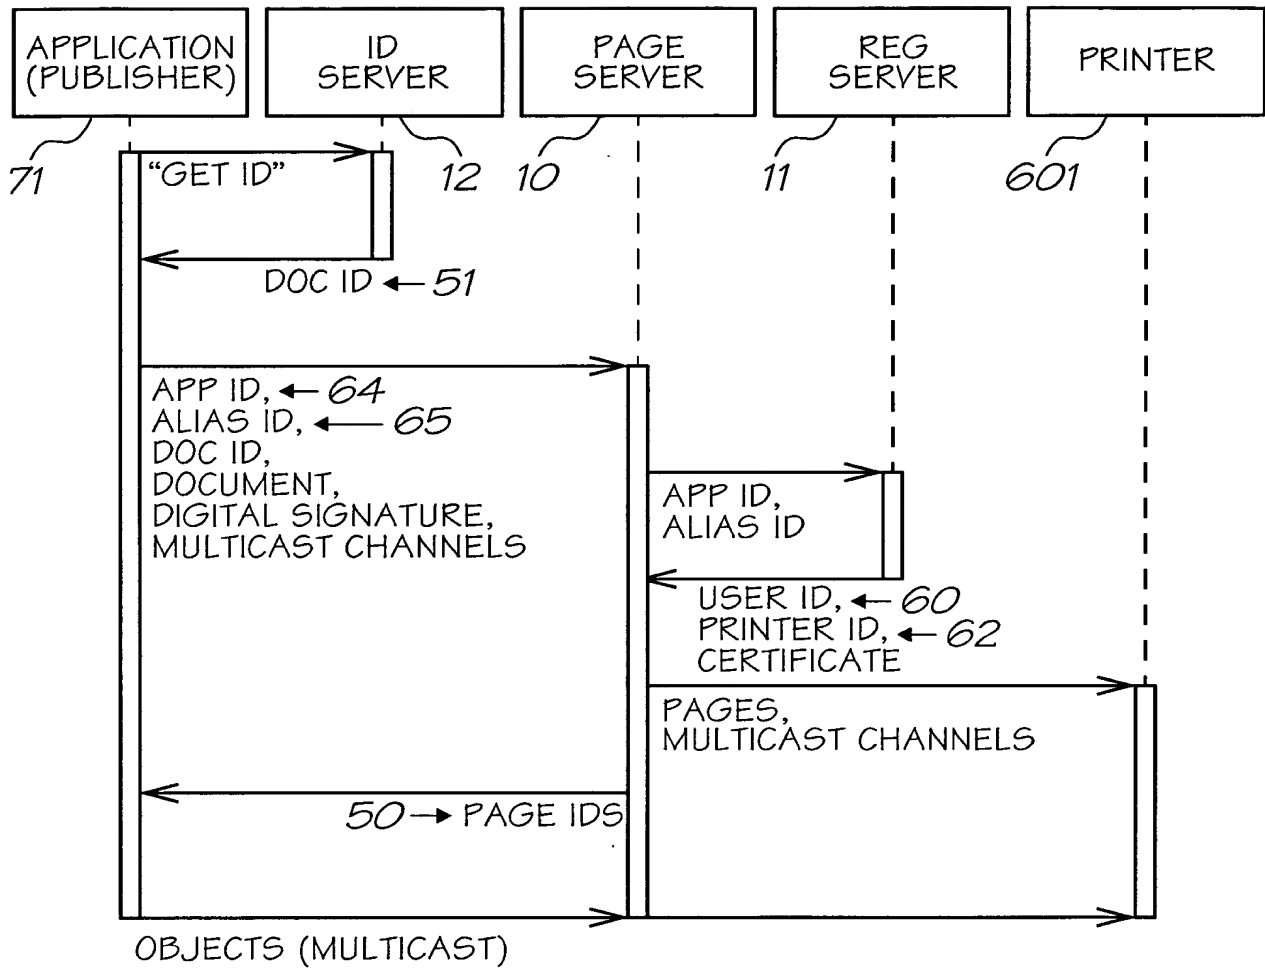 APPLICATION
(PUBLISHER)
ID
SERVER
PAGE
SERVER
REG
SERVER
PRINTER
71
12
10
11
601
“GET ID”
DOC ID 51
APP ID, 64
ALIAS ID, 65
DOC ID,
DOCUMENT,
DIGITAL SIGNATURE,
MULTICAST CHANNELS
APP ID,
ALIAS ID
USER ID, 60
PRINTER ID, 62
CERTIFICATE
PAGES,
MULTICAST CHANNELS
50 PAGE IDS
OBJECTS (MULTICAST)